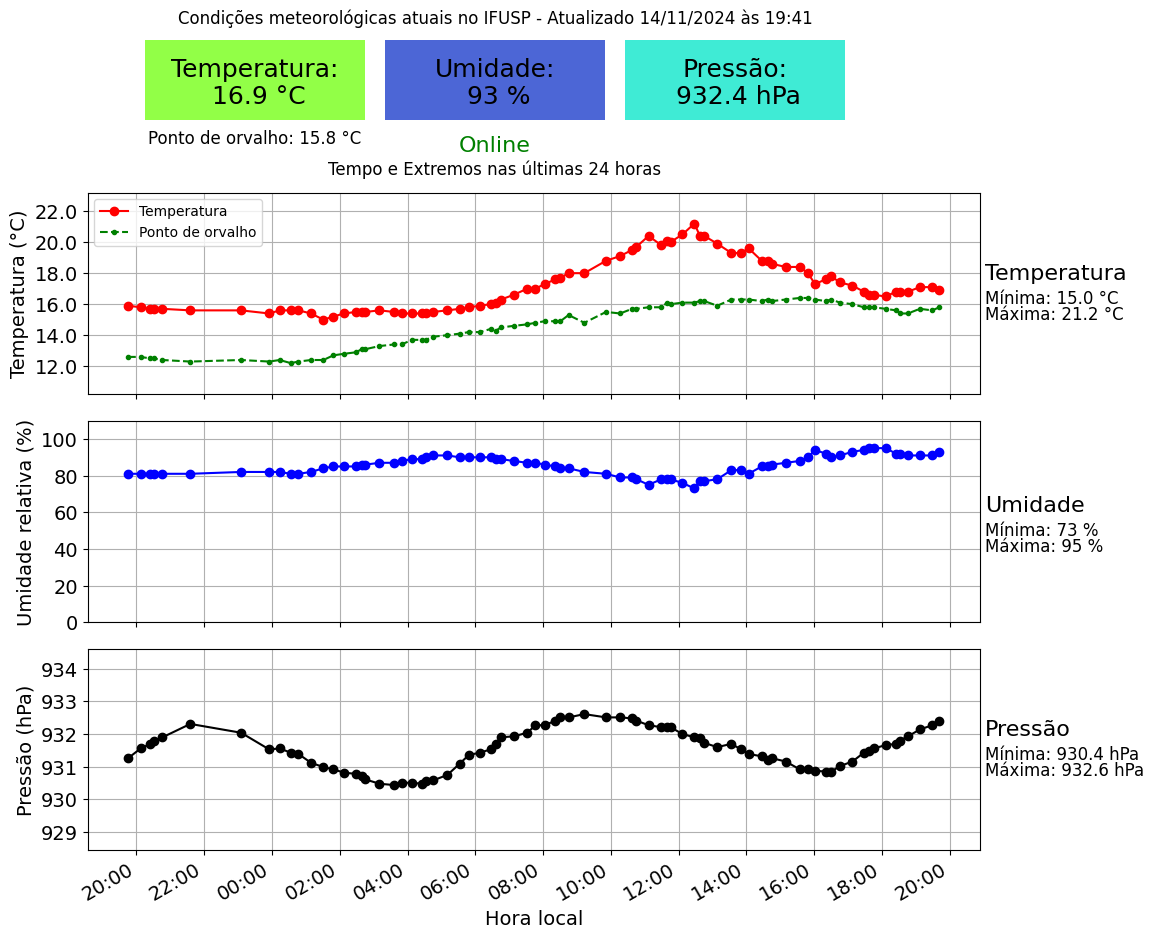 Condições meteorológicas atuais no IFUSP - Atualizado 14/11/2024 às 19:41
Temperatura:
16.9 °C
Umidade:
93 %
Pressão:
932.4 hPa
Ponto de orvalho: 15.8 °C
Online
Tempo e Extremos nas últimas 24 horas
Temperatura (°C)
22.0
20.0
18.0
16.0
14.0
12.0
Temperatura
Ponto de orvalho
Temperatura
Mínima: 15.0 °C
Máxima: 21.2 °C
Umidade relativa (%)
100
80
60
40
20
0
Umidade
Mínima: 73 %
Máxima: 95 %
Pressão (hPa)
934
933
932
931
930
929
Pressão
Mínima: 930.4 hPa
Máxima: 932.6 hPa
20:00 22:00 00:00 02:00 04:00 06:00 08:00 10:00 12:00 14:00 16:00 18:00 20:00
Hora local